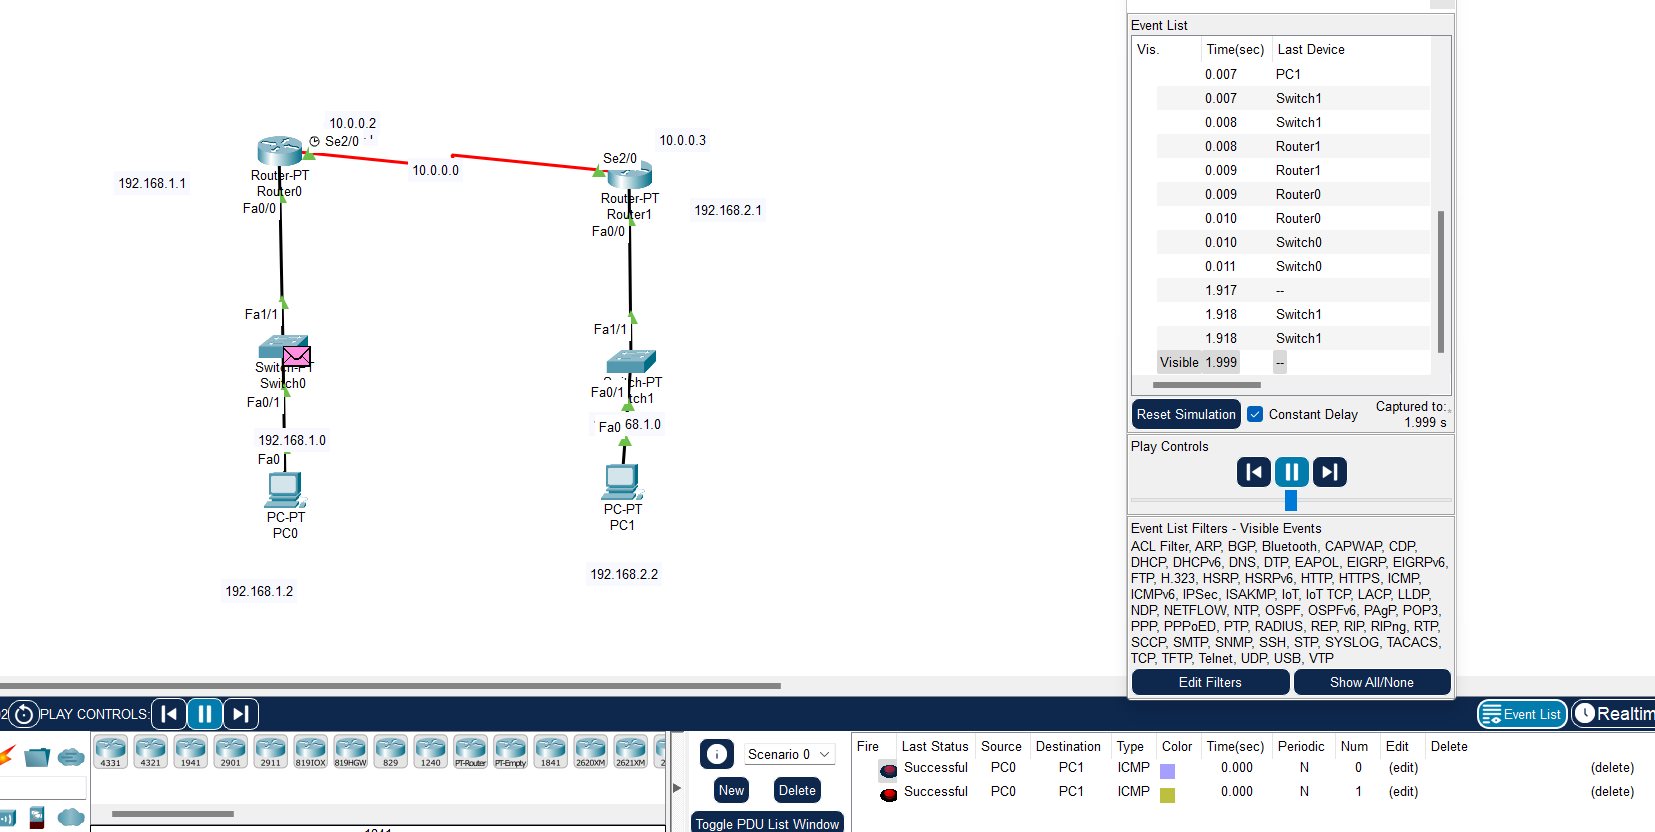 Event List
Vis. Time(sec) Last Device
0.007 PC1
0.007 Switch1
0.008 Switch1
0.008 Router1
0.009 Router1
0.009 Router0
0.010 Router0
0.010 Switch0
0.011 Switch0
1.917 --
1.918 Switch1
1.918 Switch1
Visible 1.999 --
Reset Simulation Constant Delay Captured to:
1.999 s
Play Controls
Event List Filters - Visible Events
ACL Filter, ARP, BGP, Bluetooth, CAPWAP, CDP,
DHCP, DHCPv6, DNS, DTP, EAPOL, EIGRP, EIGRPv6,
FTP, H.323, HSRP, HSRPv6, HTTP, HTTPS, ICMP,
ICMPv6, IPSec, ISAKMP, IoT, IoT TCP, LACP, LLDP,
NDP, NETFLOW, NTP, OSPF, OSPFv6, PAgP, POP3,
PPP, PPPoED, PTP, RADIUS, REP, RIP, RIPng, RTP,
SCCP, SMTP, SNMP, SSH, STP, SYSLOG, TACACS,
TCP, TFTP, Telnet, UDP, USB, VTP
Edit Filters Show All/None
10.0.0.2
Se2/0
10.0.0.3
Se2/0
10.0.0.0
192.168.1.1
Router-PT
Router0
Fa0/0
Router-PT
Router1
192.168.2.1
Fa0/0
Fa1/1
Fa1/1
Switch-PT
Switch0
Fa0/1
tch-PT
tch1
Fa0/1
192.168.1.0
Fa0
68.1.0
Fa0
PC-PT
PC0
PC-PT
PC1
192.168.1.2
192.168.2.2
2 PLAY CONTROLS:
Event List Realtim
4331 4321 1941 2901 2911 819IOX 819HGW 829 1240 PT-Router PT-Empty 1841 2620XM 2621XM 2
Scenario 0
New Delete
Toggle PDU List Window
Fire Last Status Source Destination Type Color Time(sec) Periodic Num Edit Delete
Successful PC0 PC1 ICMP 0.000 N 0 (edit) (delete)
Successful PC0 PC1 ICMP 0.000 N 1 (edit) (delete)